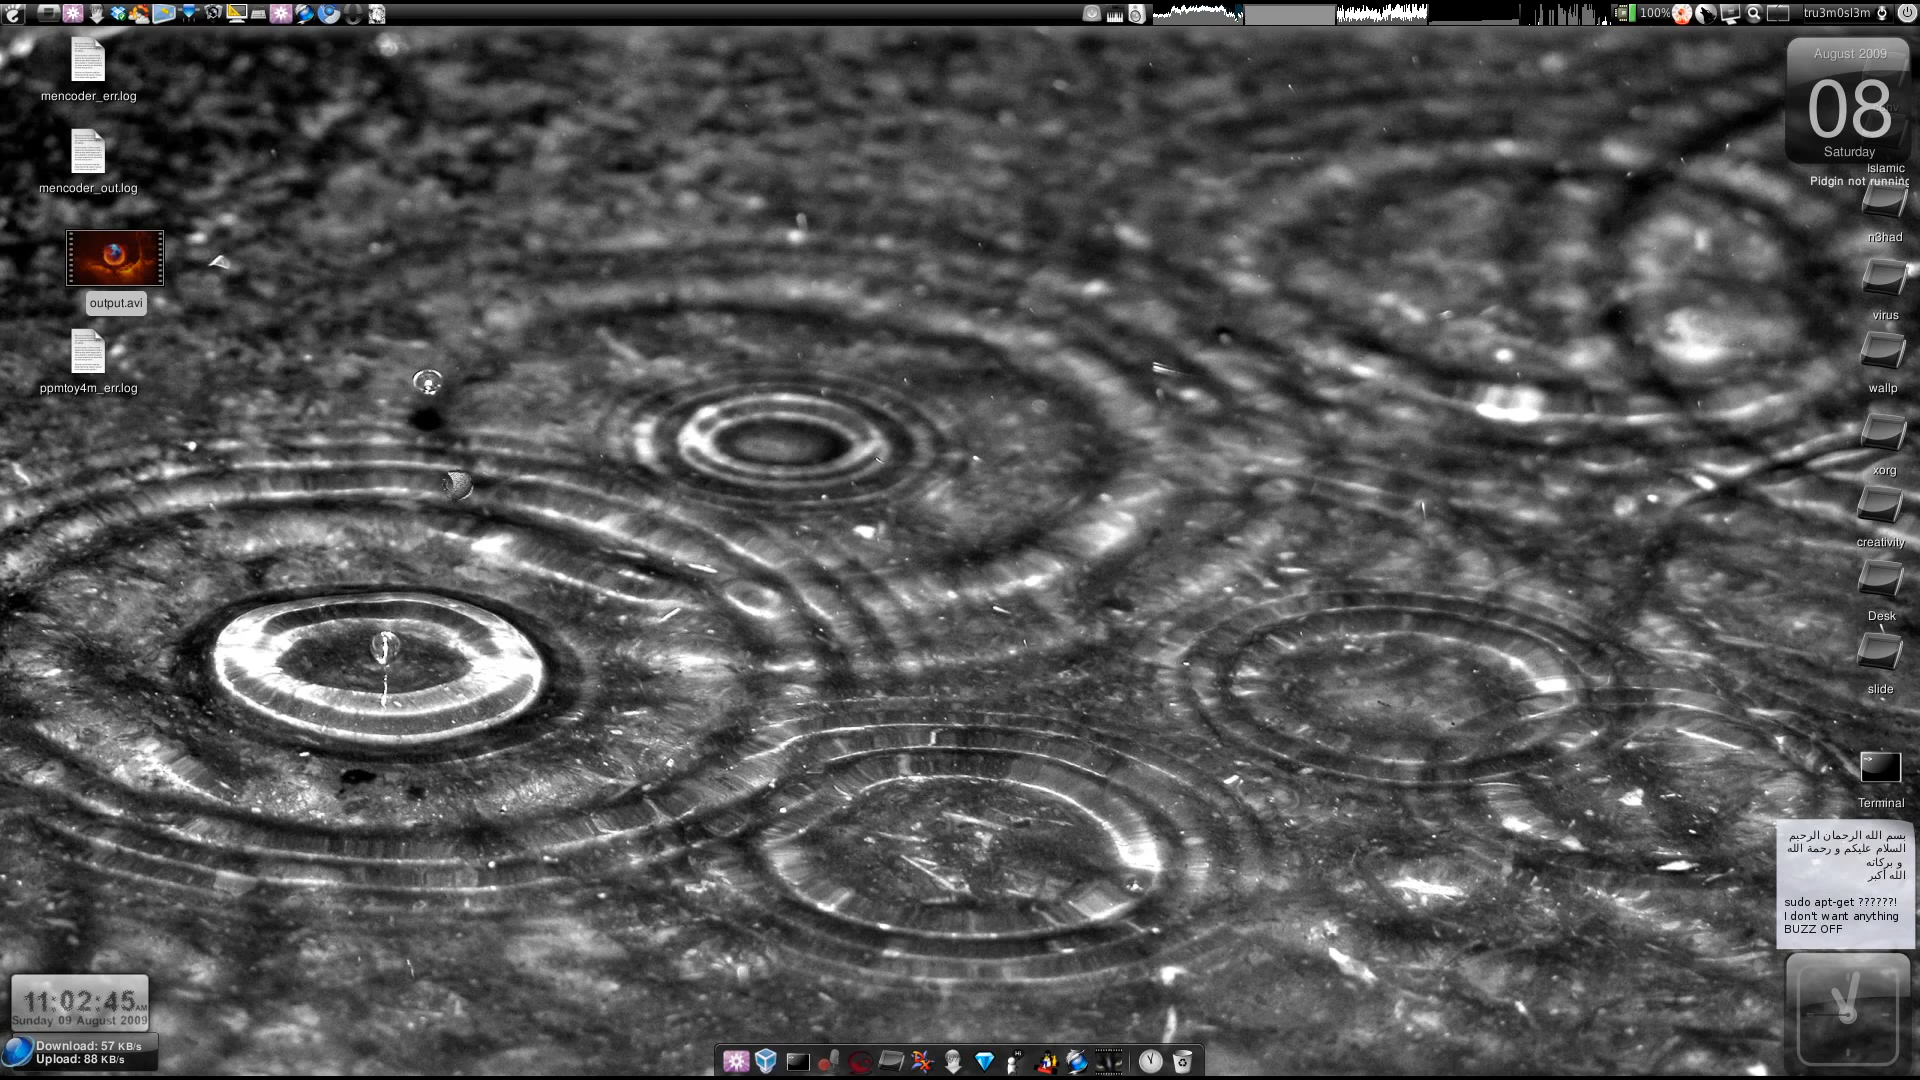 100%
tru3m0sl3m
mencoder_err.log
mencoder_out.log
output.avi
ppmtoy4m_err.log
August 2009
08
Saturday
islamic
Pidgin not running
n3had
virus
wallp
xorg
creativity
Desk
slide
Terminal
بسم الله الرحمان الرحيم
السلام عليكم و رحمة الله
و بركاته
الله أكبر
sudo apt-get ??????!
I don't want anything
BUZZ OFF
11:02:45 AM
Sunday 09 August 2009
Download: 57 KB/s
Upload: 88 KB/s